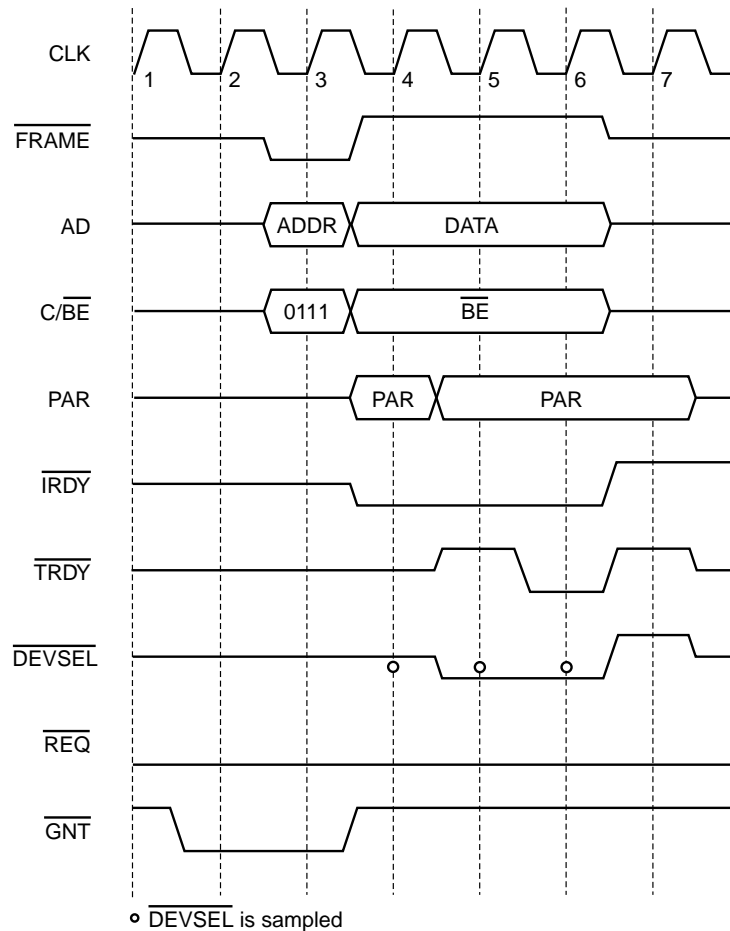 CLK
1 2 3 4 5 6 7
FRAME
AD ADDR DATA
C/BE 0111 BE
PAR PAR PAR
IRDY
TRDY
DEVSEL
REQ
GNT
DEVSEL is sampled